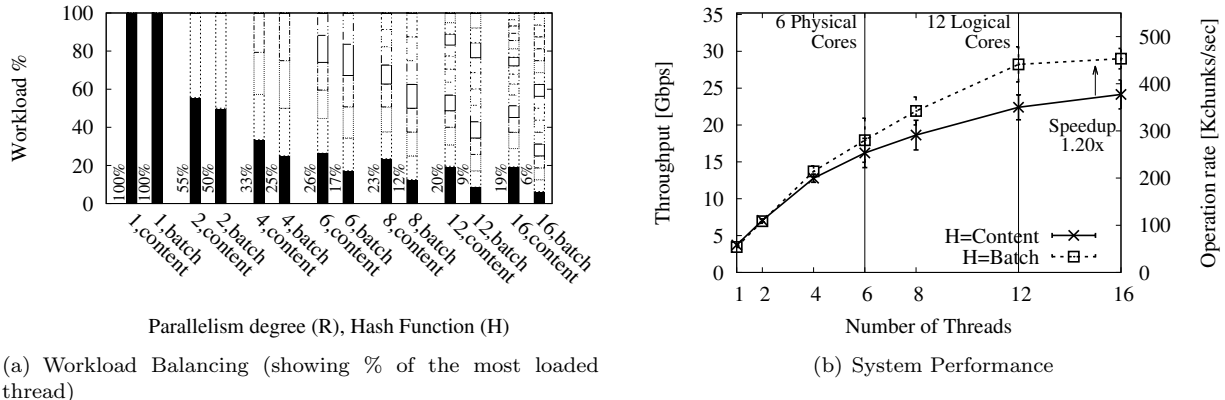 100
80
60
40
20
0
Workload %
100%
100%
55%
50%
33%
25%
26%
17%
23%
12%
20%
9%
19%
6%
1,content
1,batch
2,content
2,batch
4,content
4,batch
6,content
6,batch
8,content
8,batch
12,content
12,batch
16,content
16,batch
Parallelism degree (R), Hash Function (H)
(a) Workload Balancing (showing % of the most loaded
thread)
35
30
25
20
15
10
5
0
Throughput [Gbps]
6 Physical
Cores
12 Logical
Cores
Speedup
1.20x
H=Content
H=Batch
500
400
300
200
100
0
Operation rate [Kchunks/sec]
1 2 4 6 8 12 16
Number of Threads
(b) System Performance